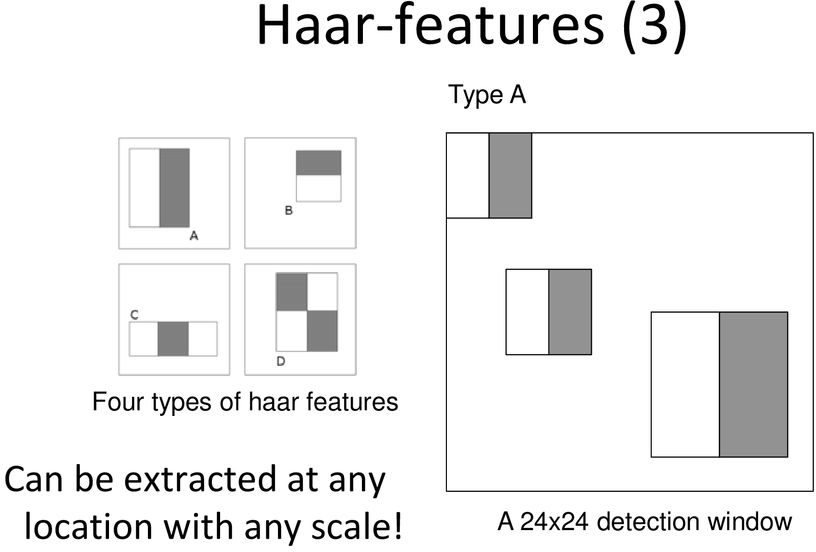 Haar-features (3)
Type A
A
B
C
D
Four types of haar features
Can be extracted at any
location with any scale!
A 24x24 detection window